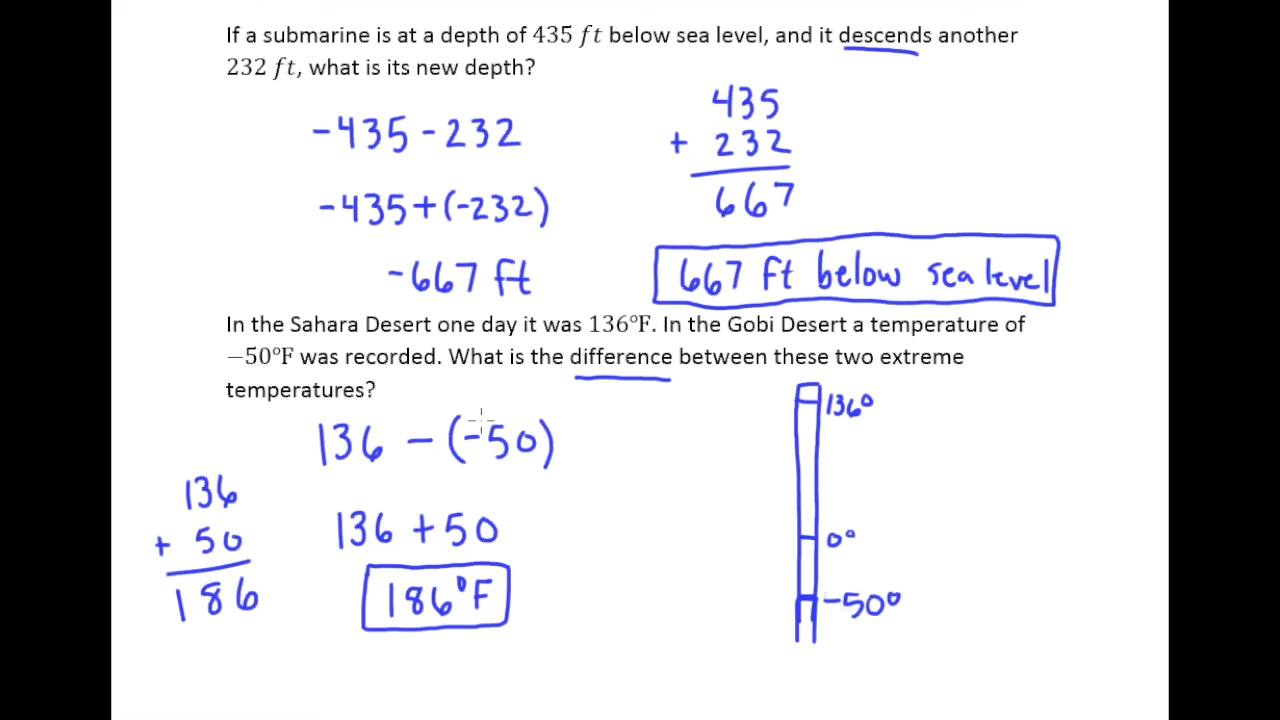 If a submarine is at a depth of 435 ft below sea level, and it descends another
232 ft, what is its new depth?
-435 - 232
435
+ 232
667
-435 + (-232)
-667 ft
667 ft below sea level
In the Sahara Desert one day it was 136°F. In the Gobi Desert a temperature of
−50°F was recorded. What is the difference between these two extreme
temperatures?
136 - (-50)
136
+ 50
186
136 + 50
186°F
136°
0°
-50°